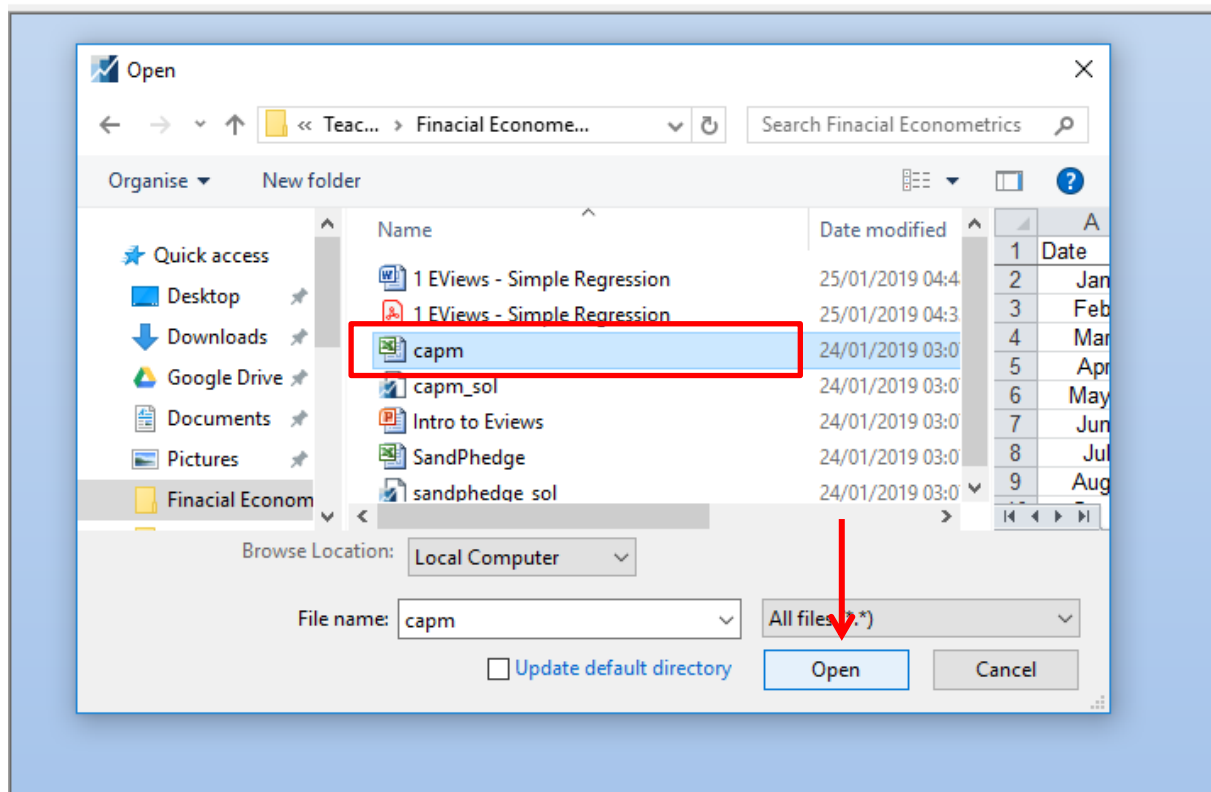 Open
« Teac... › Finacial Econome...
Search Finacial Econometrics
Organise
New folder
?
Name
Date modified
A
1 Date
Quick access
1 EViews - Simple Regression 25/01/2019 04:4
2 Jan
Desktop
1 EViews - Simple Regression 25/01/2019 04:3
3 Feb
Downloads
capm 24/01/2019 03:0
4 Mar
Google Drive
capm_sol 24/01/2019 03:0
5 Apr
6 May
Documents
Intro to Eviews 24/01/2019 03:0
7 Jun
Pictures
SandPhedge 24/01/2019 03:0
8 Jul
Finacial Econom
sandphedge_sol 24/01/2019 03:0
9 Aug
Browse Location:
Local Computer
File name:
capm
All files (*.*)
Update default directory
Open
Cancel